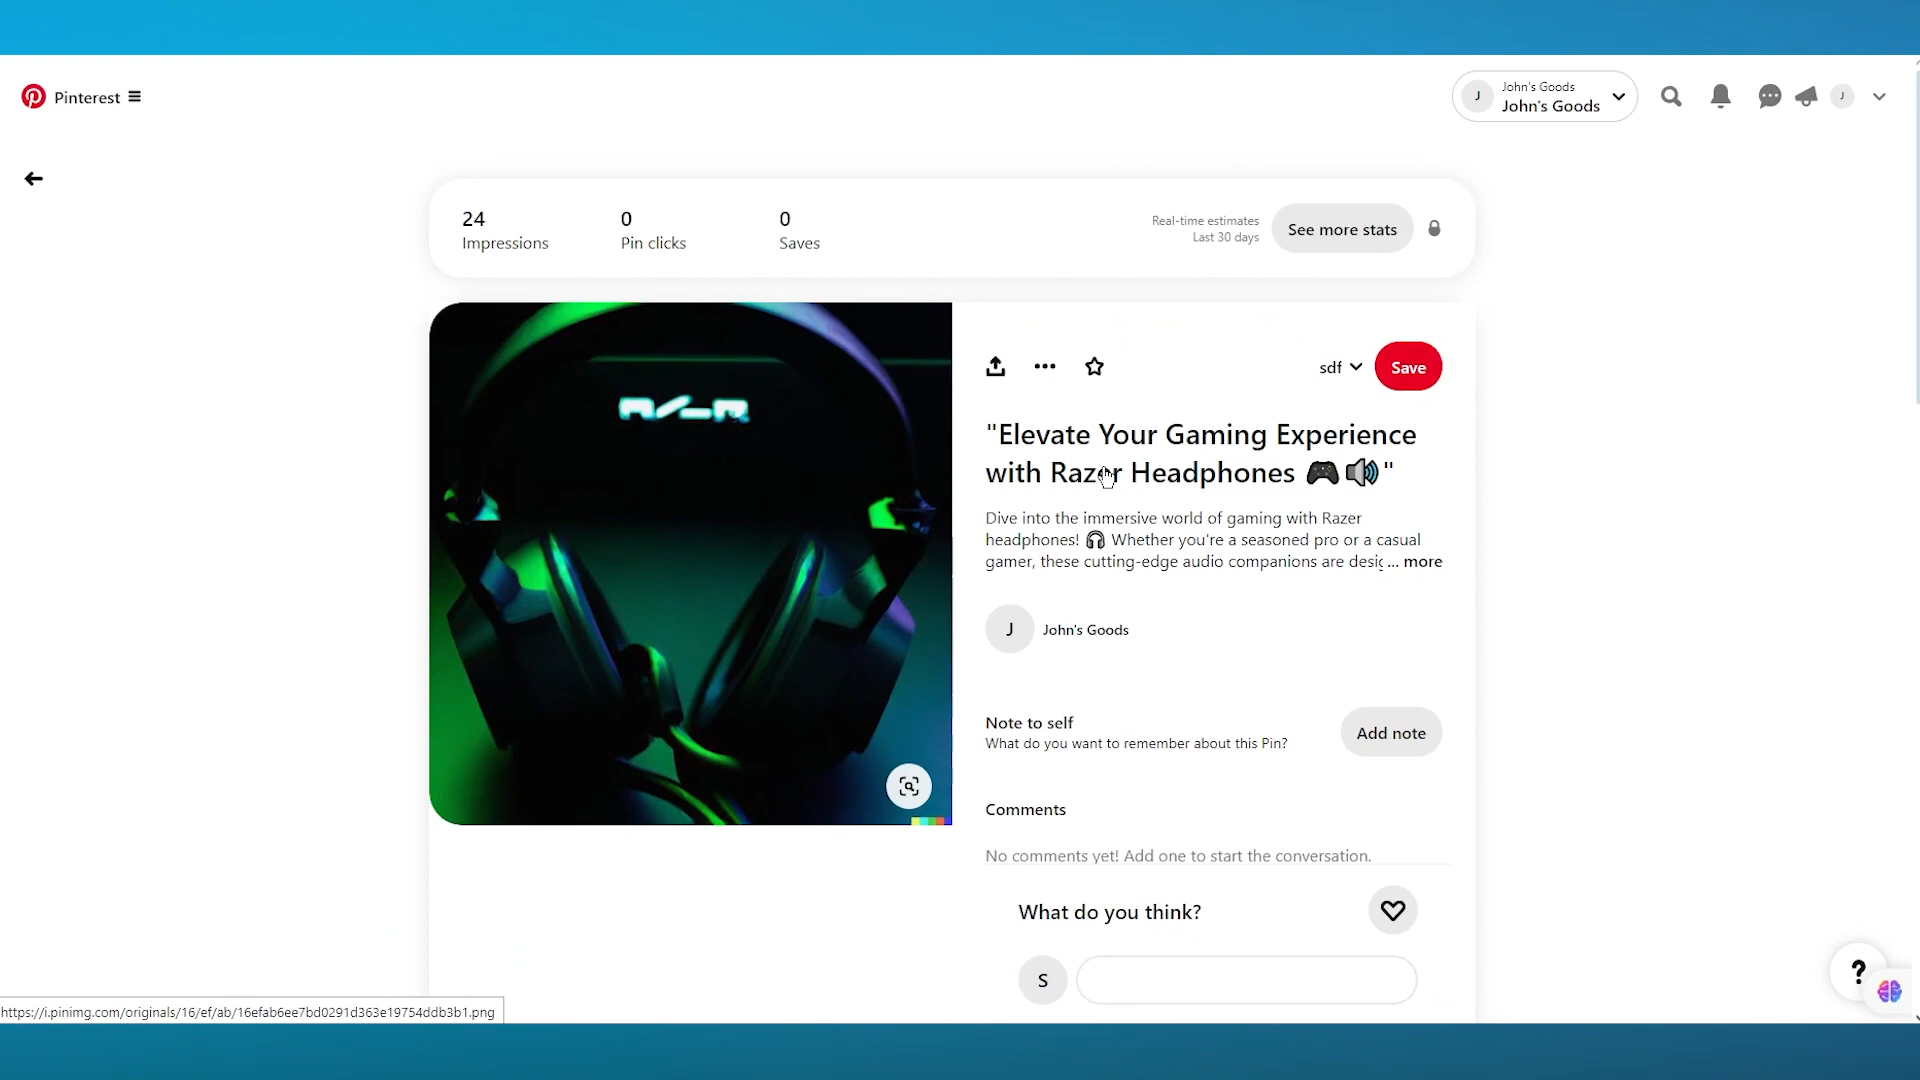 Pinterest
J
John's Goods
John's Goods
J
24
Impressions
0
Pin clicks
0
Saves
Real-time estimates
Last 30 days
See more stats
sdf
Save
"Elevate Your Gaming Experience
with Razer Headphones 🎮🔊"
Dive into the immersive world of gaming with Razer
headphones! 🎧 Whether you're a seasoned pro or a casual
gamer, these cutting-edge audio companions are desig ... more
J
John's Goods
Note to self
What do you want to remember about this Pin?
Add note
Comments
No comments yet! Add one to start the conversation.
What do you think?
S
?
https://i.pinimg.com/originals/16/ef/ab/16efab6ee7bd0291d363e19754ddb3b1.png